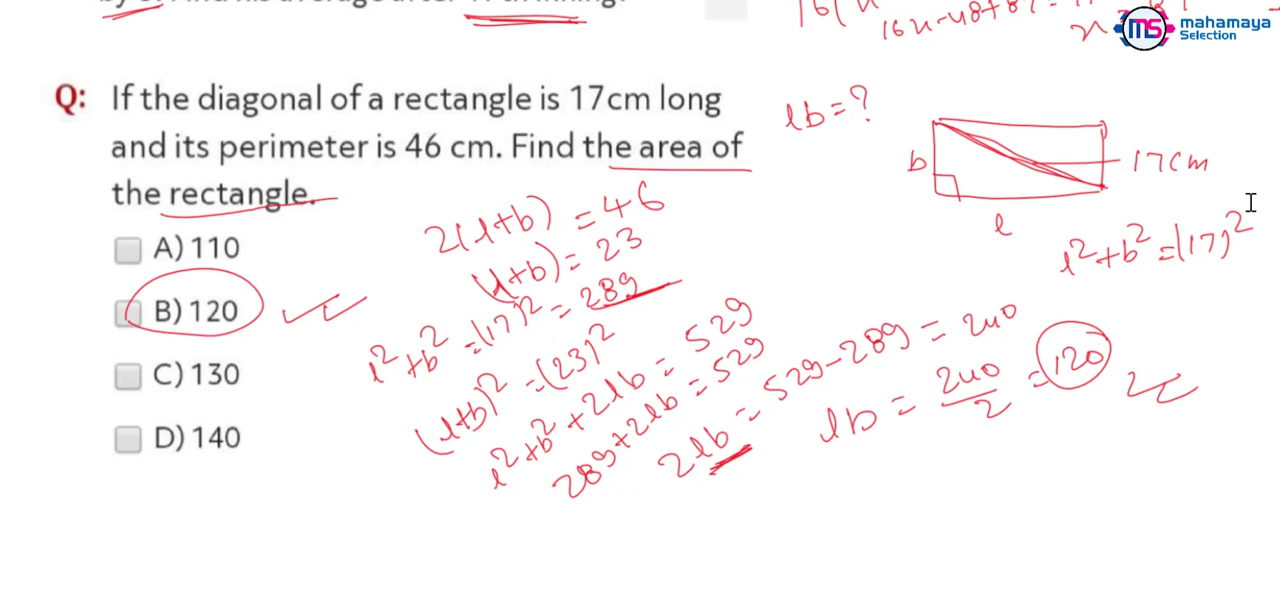 16x-48+8
mahamaya
Selection
Q: If the diagonal of a rectangle is 17cm long
and its perimeter is 46 cm. Find the area of
the rectangle.
A) 110
B) 120
C) 130
D) 140
lb=?
b
17cm
l
l²+b²=(17)²
2(l+b) = 46
(l+b) = 23
l²+b² =(17)² = 289
(l+b)² =(23)²
l²+b²+2lb = 529
289+2lb = 529
2lb = 529-289 = 240
lb = 240/2 = 120